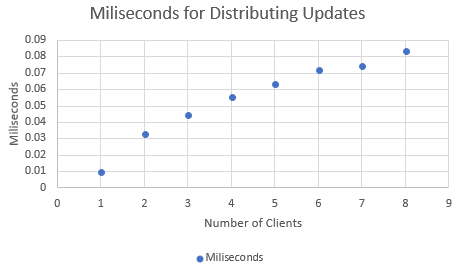 Miliseconds for Distributing Updates
0.09
0.08
0.07
0.06
0.05
0.04
0.03
0.02
0.01
0
Miliseconds
0 1 2 3 4 5 6 7 8 9
Number of Clients
Miliseconds